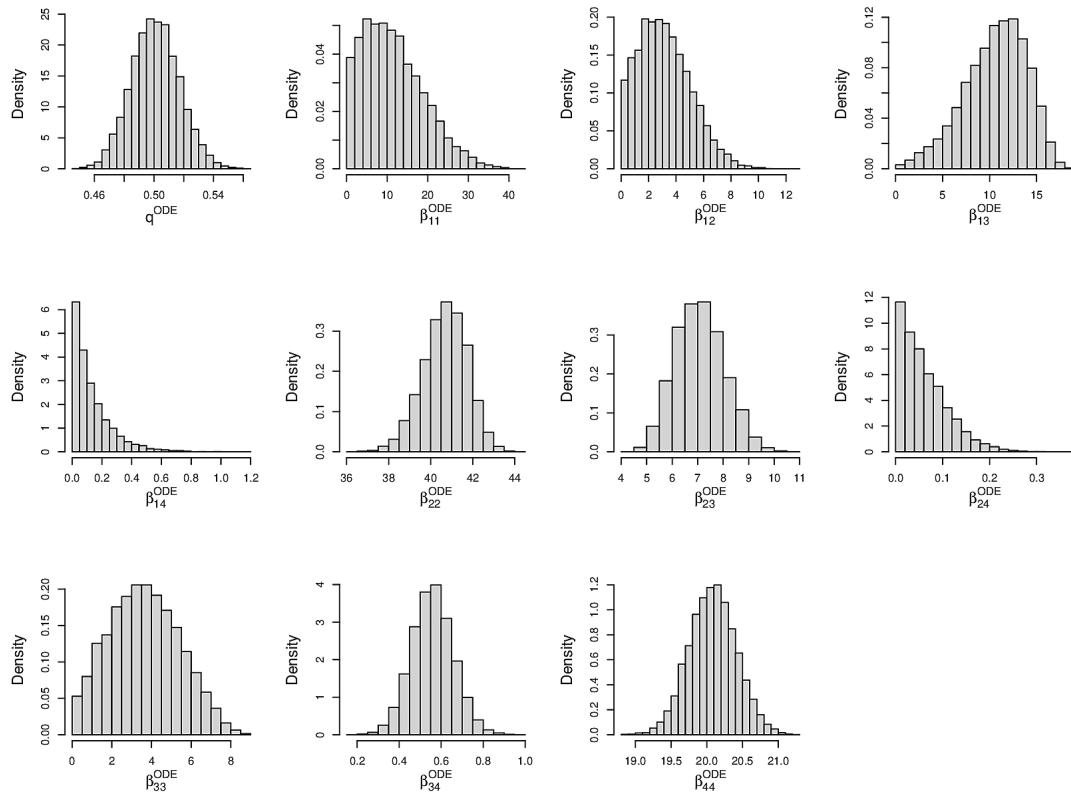 Density
0 5 10 15 20 25
0.46 0.50 0.54
q^ODE
Density
0.00 0.02 0.04
0 10 20 30 40
β₁₁^ODE
Density
0.00 0.05 0.10 0.15 0.20
0 2 4 6 8 10 12
β₁₂^ODE
Density
0.00 0.04 0.08 0.12
0 5 10 15
β₁₃^ODE
Density
0 1 2 3 4 5 6
0.0 0.2 0.4 0.6 0.8 1.0 1.2
β₁₄^ODE
Density
0.0 0.1 0.2 0.3
36 38 40 42 44
β₂₂^ODE
Density
0.0 0.1 0.2 0.3
4 5 6 7 8 9 10 11
β₂₃^ODE
Density
0 2 4 6 8 10 12
0.0 0.1 0.2 0.3
β₂₄^ODE
Density
0.00 0.05 0.10 0.15 0.20
0 2 4 6 8
β₃₃^ODE
Density
0 1 2 3 4
0.2 0.4 0.6 0.8 1.0
β₃₄^ODE
Density
0.0 0.2 0.4 0.6 0.8 1.0 1.2
19.0 19.5 20.0 20.5 21.0
β₄₄^ODE